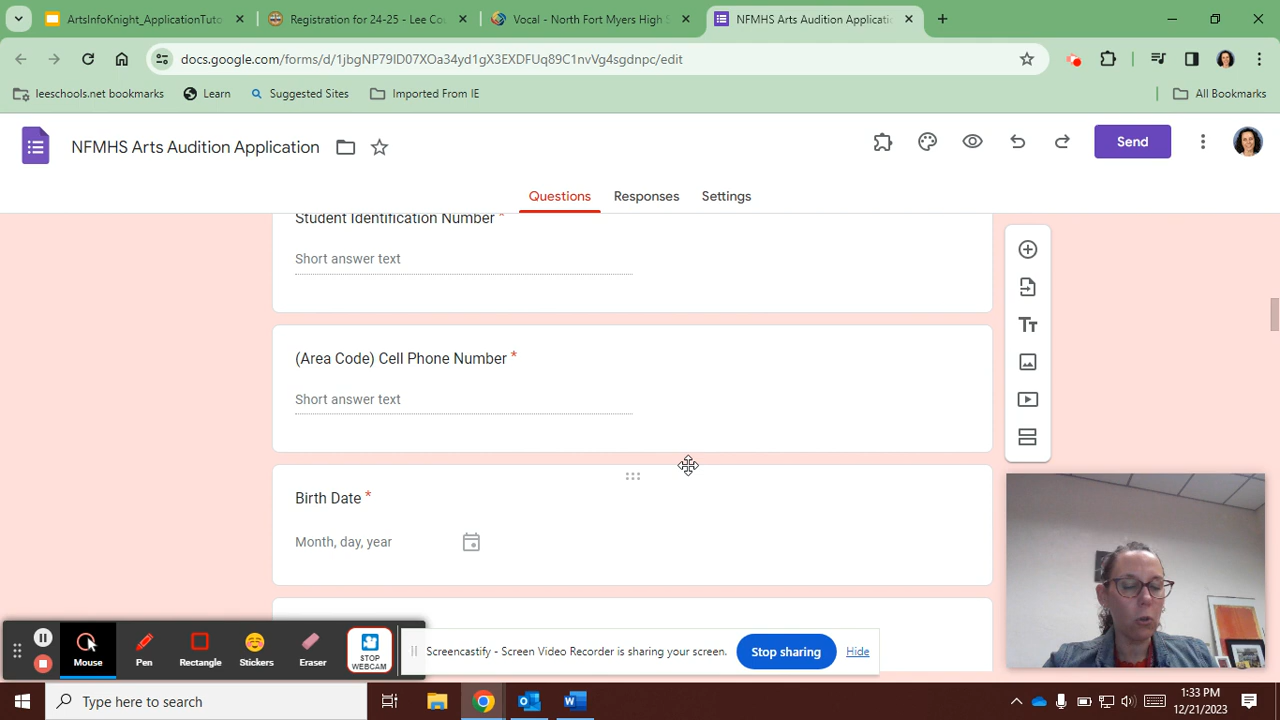 ArtsInfoKnight_ApplicationTuto
Registration for 24-25 - Lee Cou
Vocal - North Fort Myers High S
NFMHS Arts Audition Applicatio
docs.google.com/forms/d/1jbgNP79ID07XOa34yd1gX3EXDFUq89C1nvVg4sgdnpc/edit
leeschools.net bookmarks
Learn
Suggested Sites
Imported From IE
All Bookmarks
NFMHS Arts Audition Application
Send
Questions
Responses
Settings
Student Identification Number *
Short answer text
(Area Code) Cell Phone Number *
Short answer text
Birth Date *
Month, day, year
Mouse
Pen
Rectangle
Stickers
Eraser
STOP
WEBCAM
Screencastify - Screen Video Recorder is sharing your screen.
Stop sharing
Hide
Type here to search
1:33 PM
12/21/2023